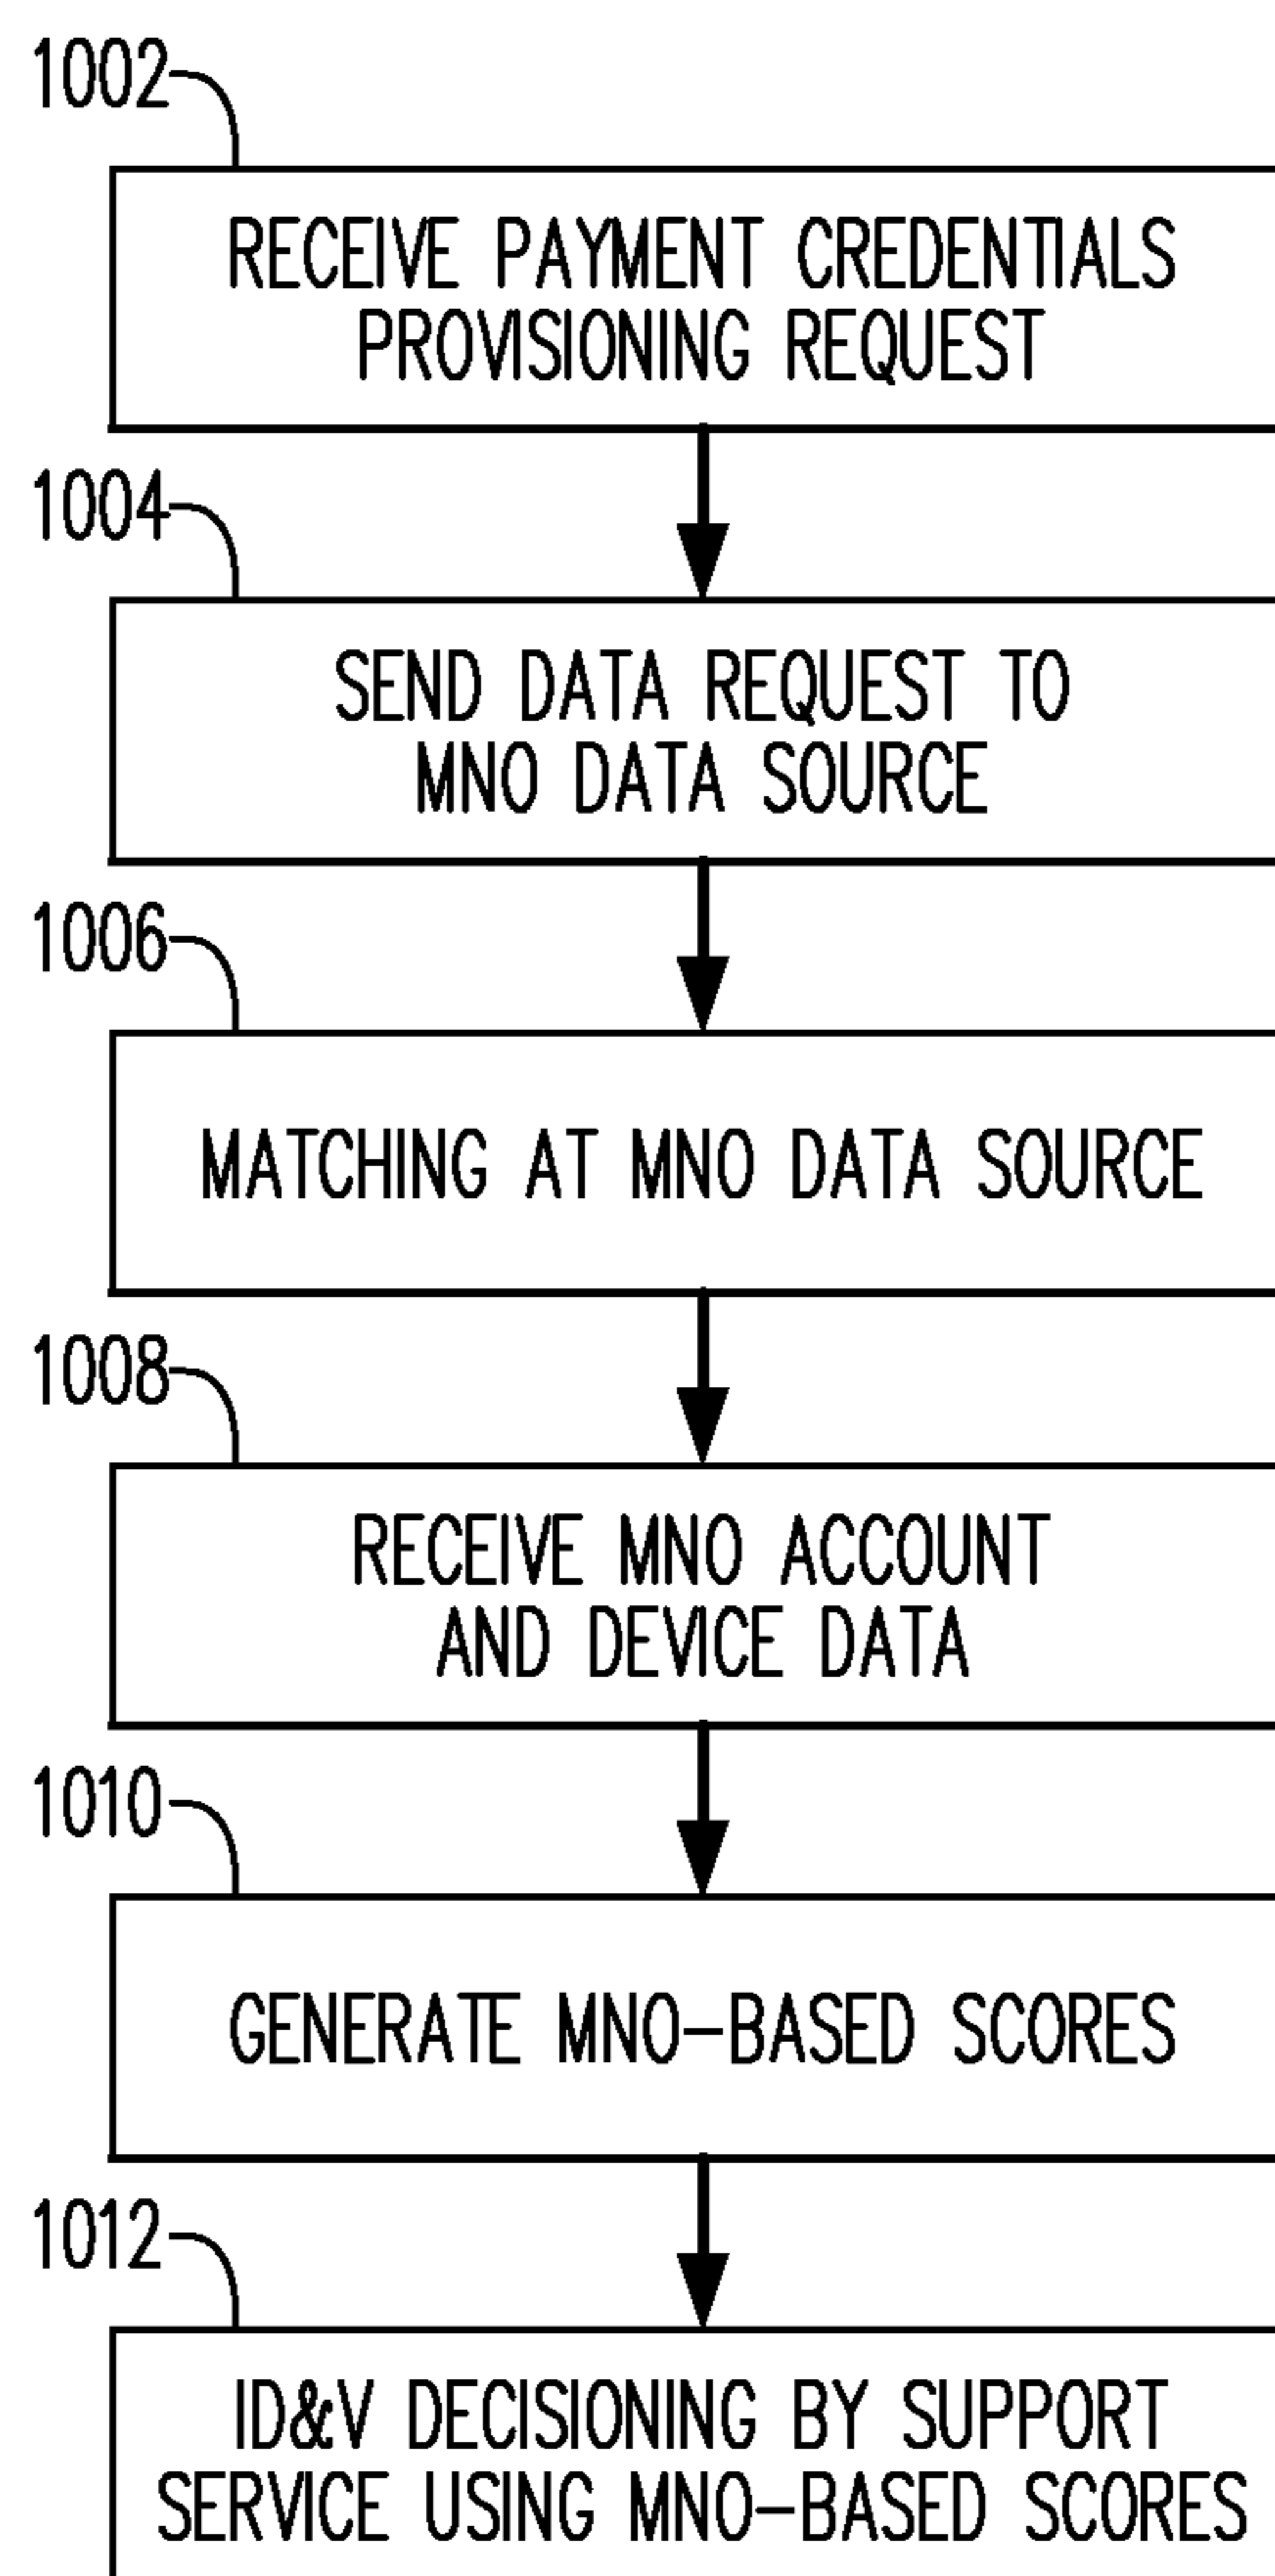 1002
RECEIVE PAYMENT CREDENTIALS
PROVISIONING REQUEST
1004
SEND DATA REQUEST TO
MNO DATA SOURCE
1006
MATCHING AT MNO DATA SOURCE
1008
RECEIVE MNO ACCOUNT
AND DEVICE DATA
1010
GENERATE MNO-BASED SCORES
1012
ID&V DECISIONING BY SUPPORT
SERVICE USING MNO-BASED SCORES